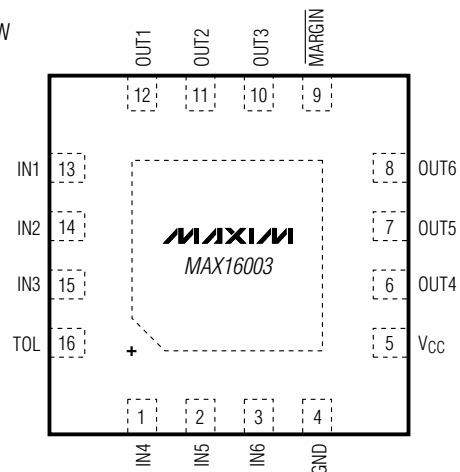 OUT1
OUT2
OUT3
MARGIN
12
11
10
9
IN1
13
8
OUT6
IN2
14
7
OUT5
MAXIM
MAX16003
IN3
15
6
OUT4
TOL
16
+
5
VCC
1
2
3
4
IN4
IN5
IN6
GND